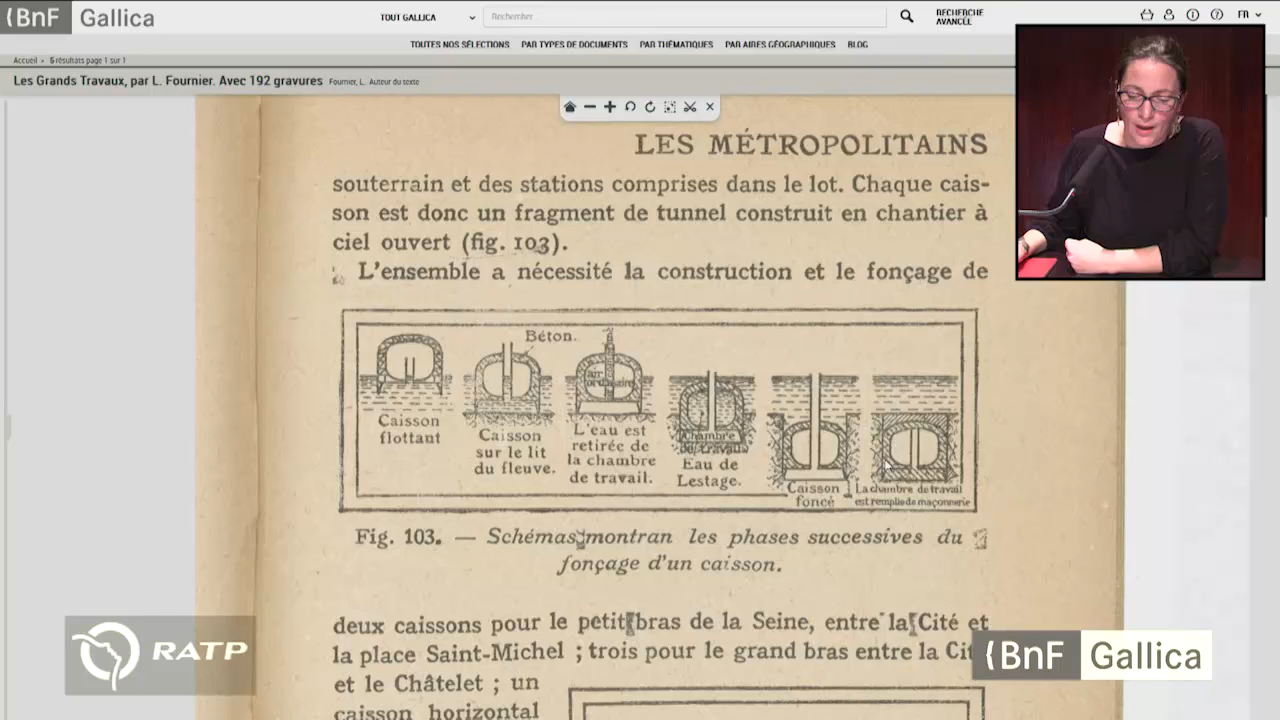 BnF Gallica
TOUT GALLICA
Rechercher
RECHERCHE
AVANCÉE
FR
TOUTES NOS SÉLECTIONS PAR TYPES DE DOCUMENTS PAR THÉMATIQUES PAR AIRES GÉOGRAPHIQUES BLOG
Accueil > 6 résultats page 1 sur 1
Les Grands Travaux, par L. Fournier. Avec 192 gravures Fournier, L. Auteur du texte
LES MÉTROPOLITAINS
souterrain et des stations comprises dans le lot. Chaque cais-
son est donc un fragment de tunnel construit en chantier à
ciel ouvert (fig. 103).
L'ensemble a nécessité la construction et le fonçage de
Béton.
Caisson
flottant
Caisson
sur le lit
du fleuve.
air
ordinaire
L'eau est
retirée de
la chambre
de travail.
Chambre
de travail
Eau de
Lestage.
Caisson
foncé
La chambre de travail
est remplie de maçonnerie
Fig. 103. — Schémas montran les phases successives du
fonçage d'un caisson.
deux caissons pour le petit bras de la Seine, entre la Cité et
la place Saint-Michel ; trois pour le grand bras entre la Cit
et le Châtelet ; un
caisson horizontal
RATP
BnF Gallica